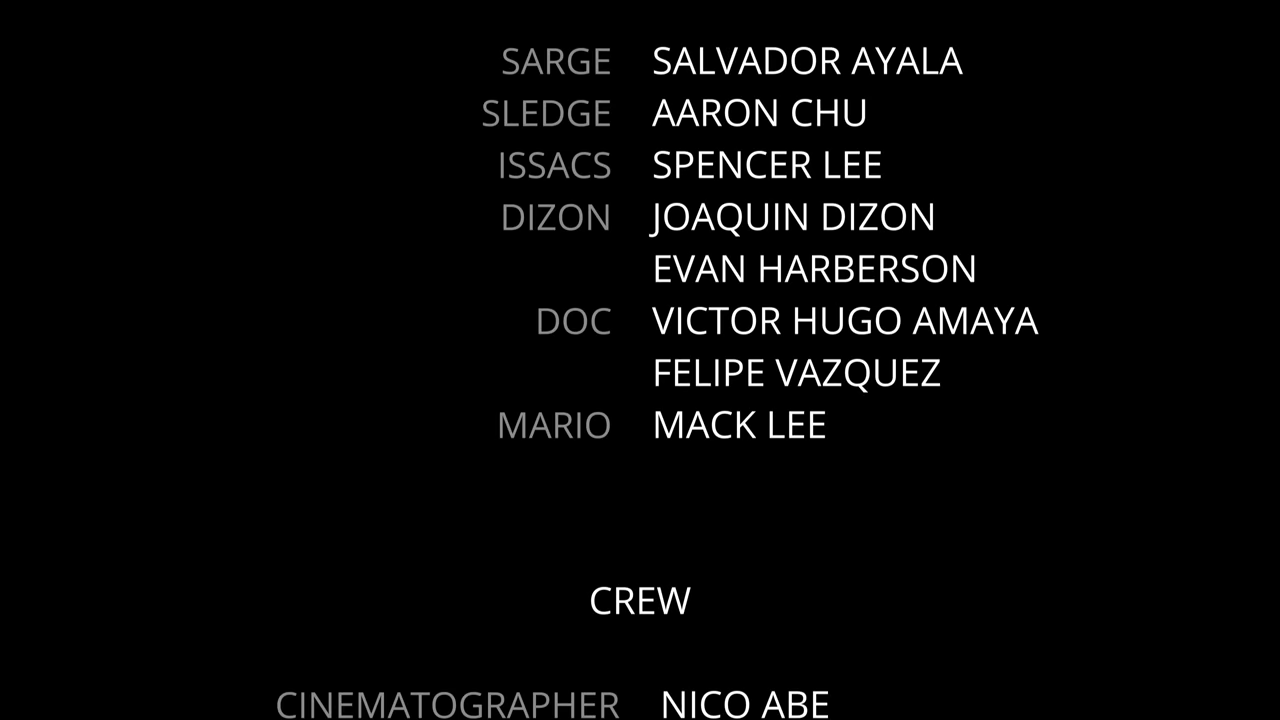 SARGE SALVADOR AYALA
SLEDGE AARON CHU
ISSACS SPENCER LEE
DIZON JOAQUIN DIZON
EVAN HARBERSON
DOC VICTOR HUGO AMAYA
FELIPE VAZQUEZ
MARIO MACK LEE
CREW
CINEMATOGRAPHER NICO ABE